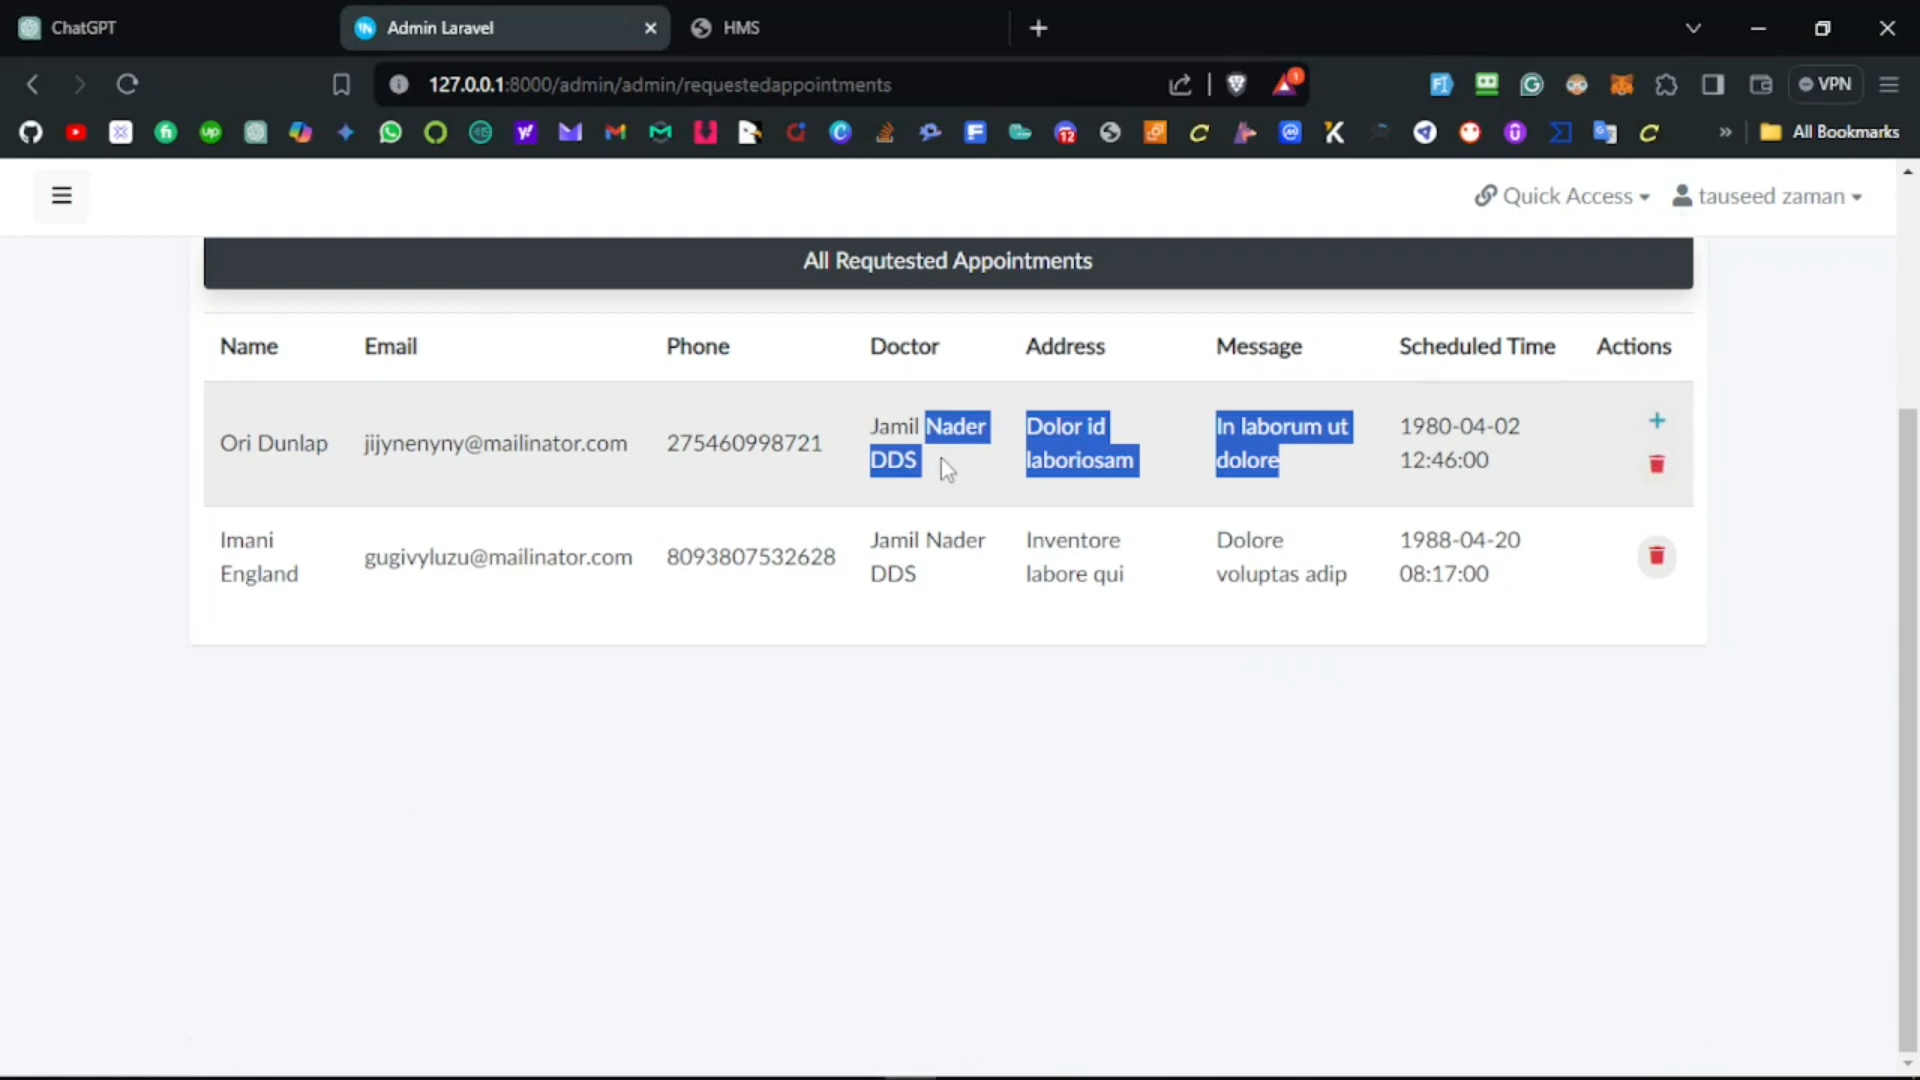 ChatGPT
Admin Laravel
HMS
127.0.0.1:8000/admin/admin/requestedappointments
1
VPN
12
All Bookmarks
Quick Access
tauseed zaman
All Requtested Appointments
Name Email Phone Doctor Address Message Scheduled Time Actions
Ori Dunlap jijynenyny@mailinator.com 275460998721 Jamil Nader DDS Dolor id laboriosam In laborum ut dolore 1980-04-02 12:46:00
Imani England gugivyluzu@mailinator.com 8093807532628 Jamil Nader DDS Inventore labore qui Dolore voluptas adip 1988-04-20 08:17:00